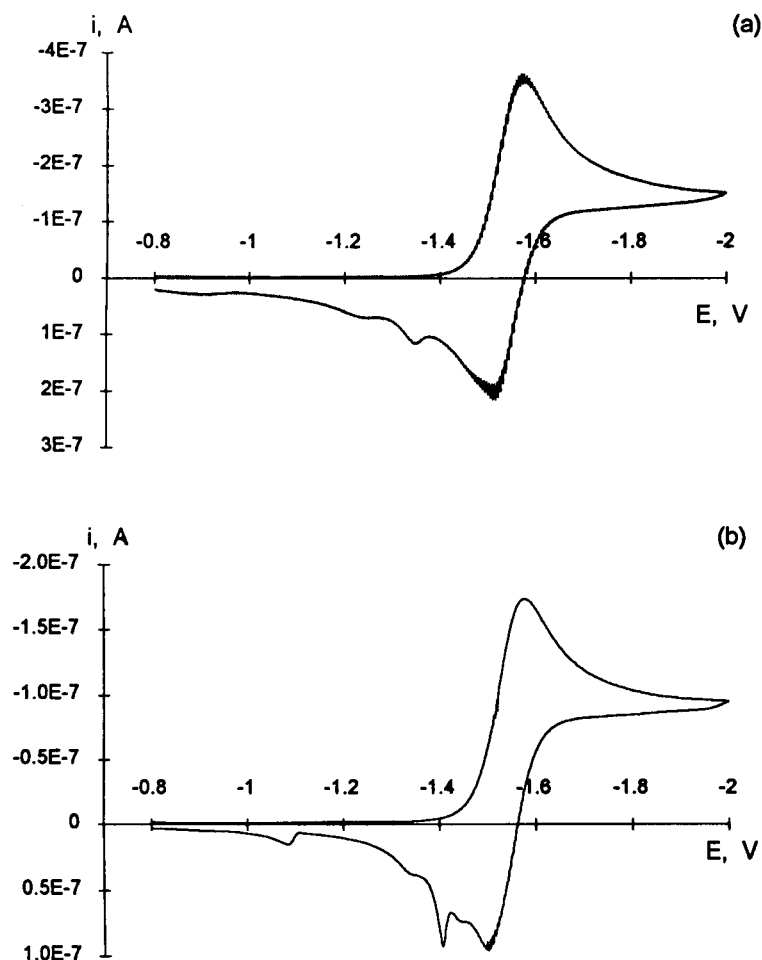 i, A (a)
-4E-7
-3E-7
-2E-7
-1E-7
-0.8 -1 -1.2 -1.4 -1.6 -1.8 -2
0
E, V
1E-7
2E-7
3E-7
i, A (b)
-2.0E-7
-1.5E-7
-1.0E-7
-0.5E-7
-0.8 -1 -1.2 -1.4 -1.6 -1.8 -2
0
E, V
0.5E-7
1.0E-7